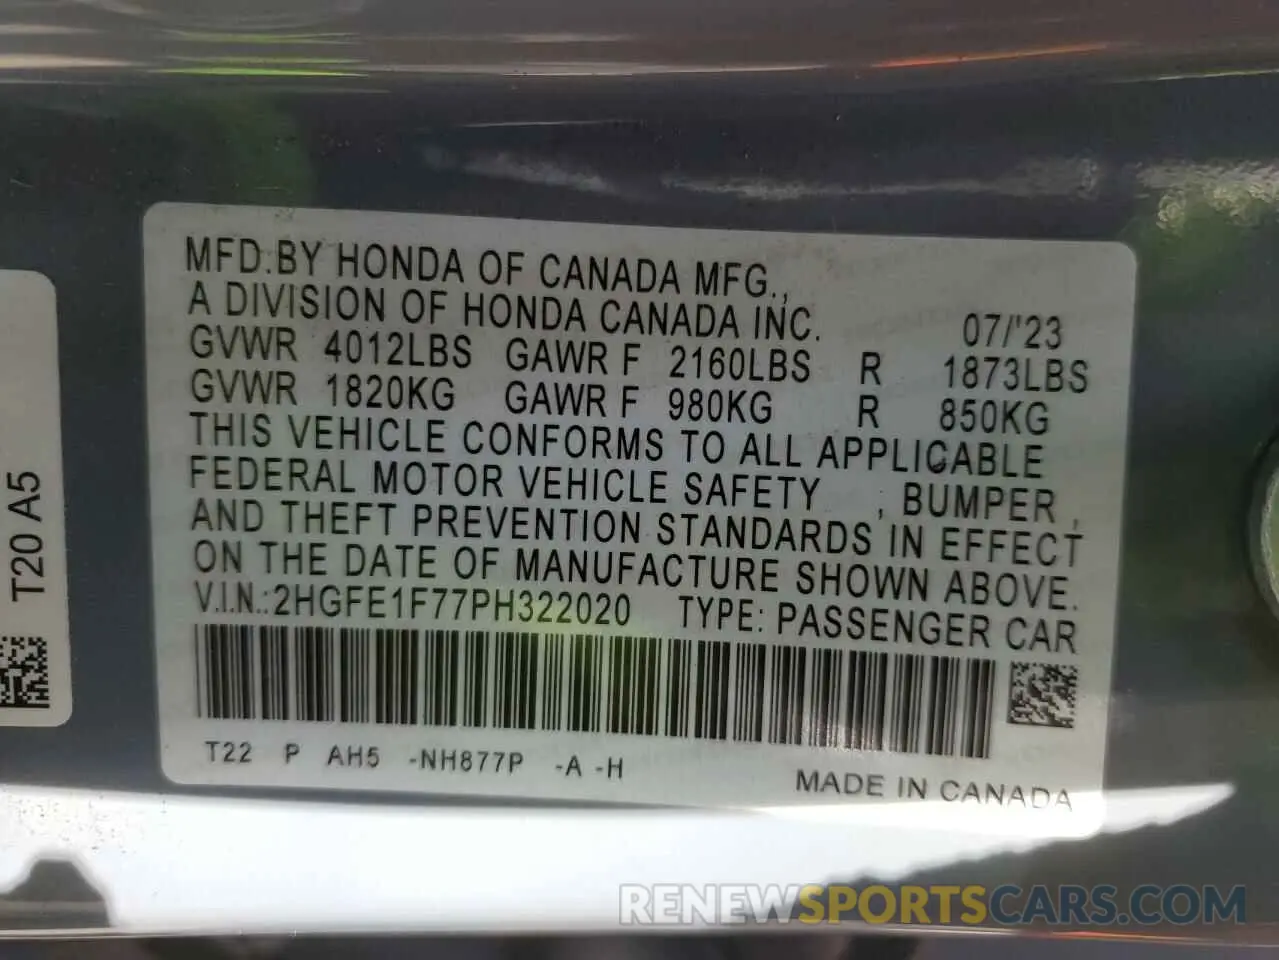 MFD.BY HONDA OF CANADA MFG.,
A DIVISION OF HONDA CANADA INC. 07/'23
GVWR 4012LBS GAWR F 2160LBS R 1873LBS
GVWR 1820KG GAWR F 980KG R 850KG
THIS VEHICLE CONFORMS TO ALL APPLICABLE
FEDERAL MOTOR VEHICLE SAFETY , BUMPER ,
AND THEFT PREVENTION STANDARDS IN EFFECT
ON THE DATE OF MANUFACTURE SHOWN ABOVE.
V.I.N.:2HGFE1F77PH322020 TYPE: PASSENGER CAR
T22 P AH5 -NH877P -A -H
MADE IN CANADA
T20 A5
RENEWSPORTSCARS.COM